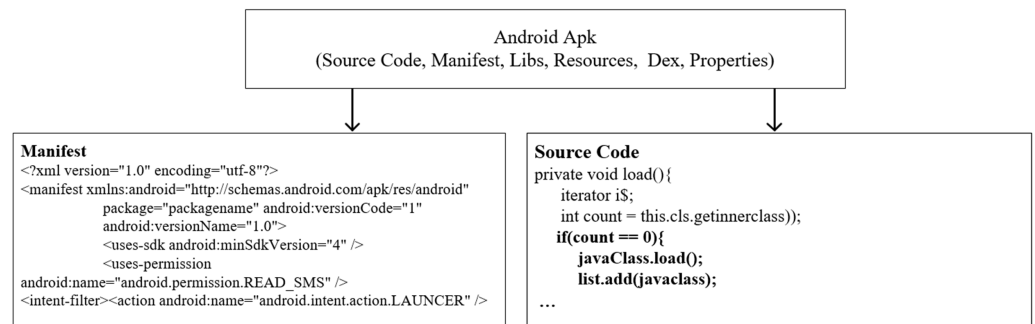 Android Apk
(Source Code, Manifest, Libs, Resources, Dex, Properties)
Manifest
<?xml version="1.0" encoding="utf-8"?>
<manifest xmlns:android="http://schemas.android.com/apk/res/android"
package="packagename" android:versionCode="1"
android:versionName="1.0">
<uses-sdk android:minSdkVersion="4" />
<uses-permission
android:name="android.permission.READ_SMS" />
<intent-filter><action android:name="android.intent.action.LAUNCER" />
Source Code
private void load(){
iterator i$;
int count = this.cls.getinnerclass));
if(count == 0){
javaClass.load();
list.add(javaclass);
...